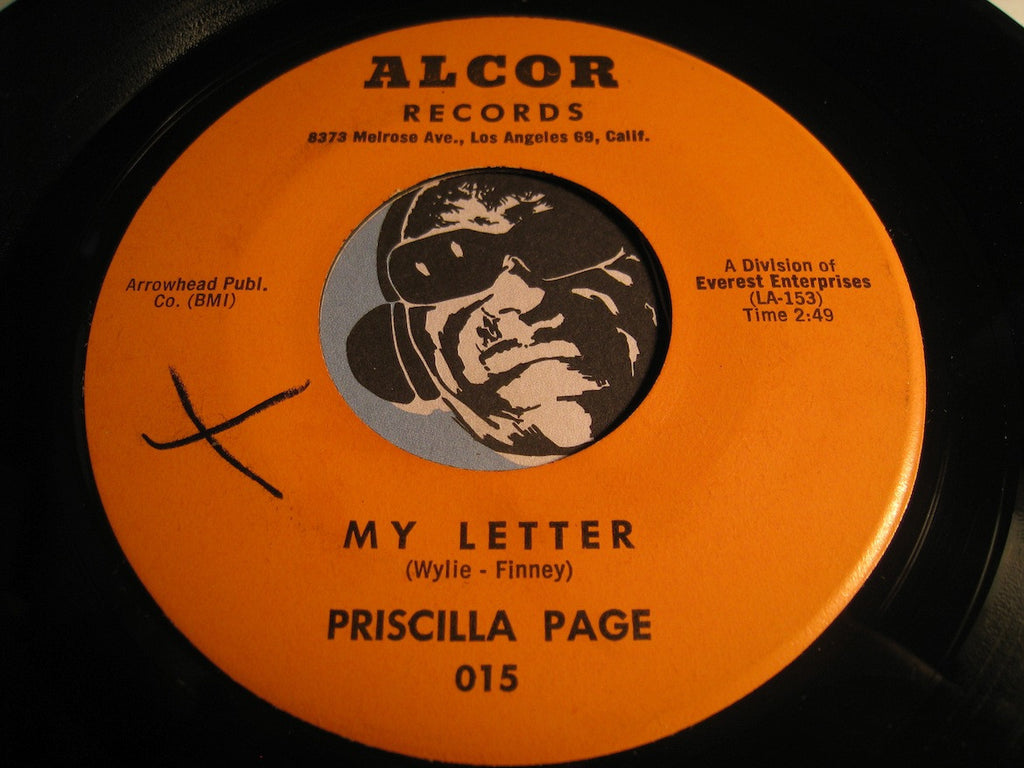 ALCOR
RECORDS
8373 Melrose Ave., Los Angeles 69, Calif.
Arrowhead Publ.
Co. (BMI)
A Division of
Everest Enterprises
(LA-153)
Time 2:49
MY LETTER
(Wylie - Finney)
PRISCILLA PAGE
015